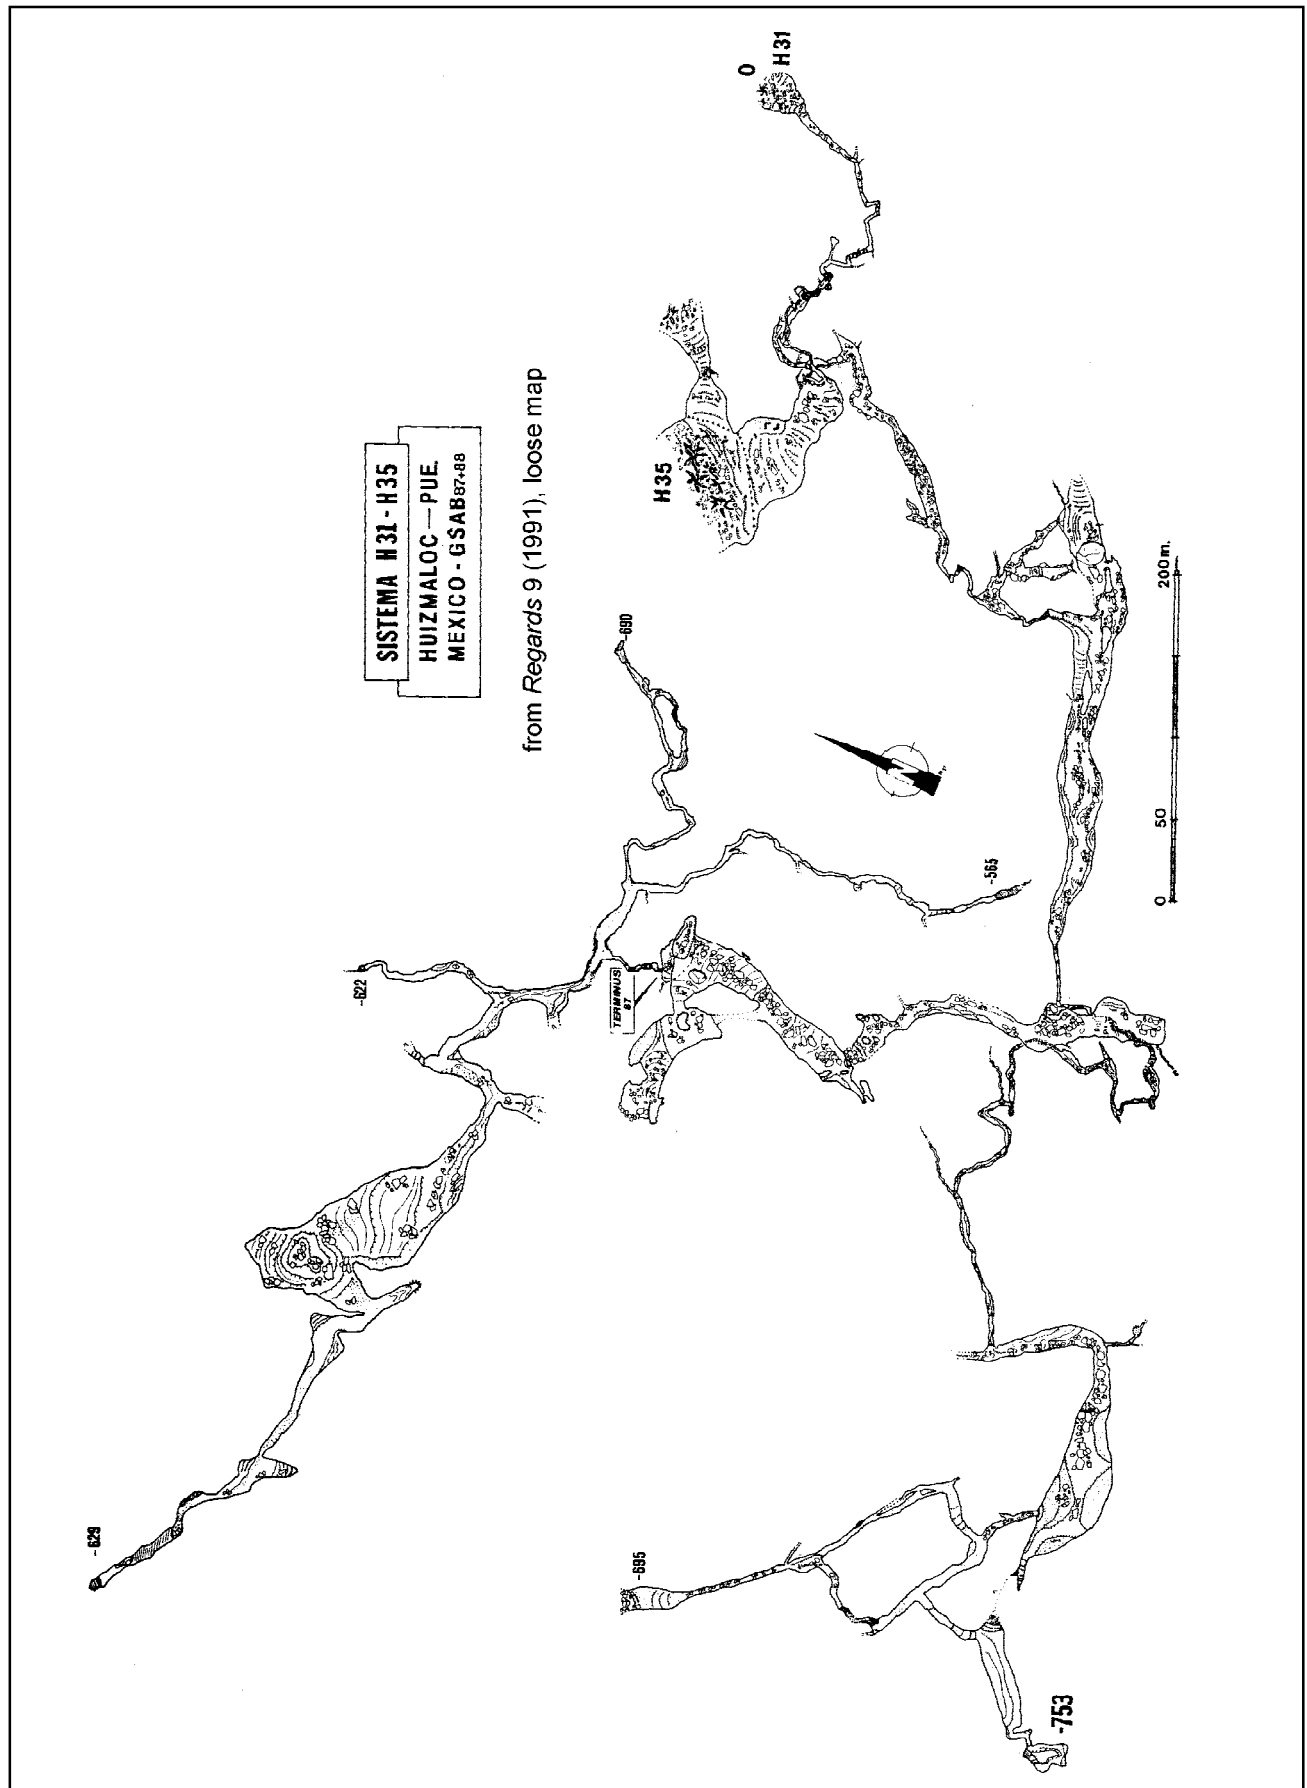 SISTEMA H31-H35
HUIZMALOC—PUE.
MEXICO-GSAB87+88
from Regards 9 (1991), loose map
0
H31
H35
-690
-565
-622
TERMINUS
87
-629
-695
-753
0
50
200m.